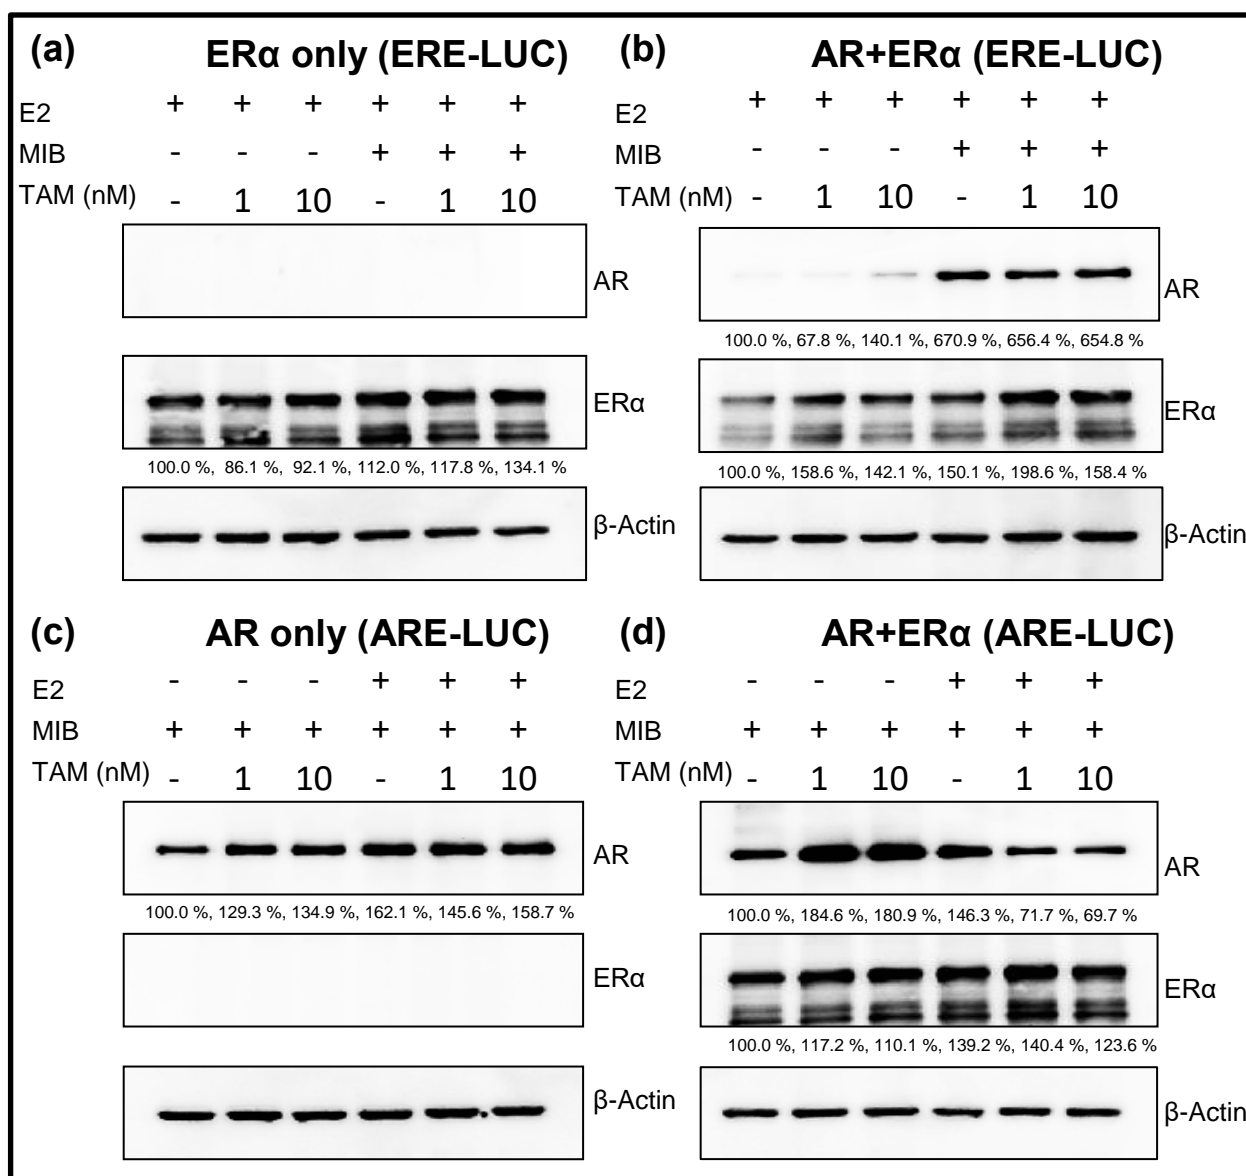 (a) ERα only (ERE-LUC)
E2 + + + + + +
MIB - - - + + +
TAM (nM) - 1 10 - 1 10
AR
ERα
100.0 %, 86.1 %, 92.1 %, 112.0 %, 117.8 %, 134.1 %
β-Actin
(b) AR+ERα (ERE-LUC)
E2 + + + + + +
MIB - - - + + +
TAM (nM) - 1 10 - 1 10
AR
100.0 %, 67.8 %, 140.1 %, 670.9 %, 656.4 %, 654.8 %
ERα
100.0 %, 158.6 %, 142.1 %, 150.1 %, 198.6 %, 158.4 %
β-Actin
(c) AR only (ARE-LUC)
E2 - - - + + +
MIB + + + + + +
TAM (nM) - 1 10 - 1 10
AR
100.0 %, 129.3 %, 134.9 %, 162.1 %, 145.6 %, 158.7 %
ERα
β-Actin
(d) AR+ERα (ARE-LUC)
E2 - - - + + +
MIB + + + + + +
TAM (nM) - 1 10 - 1 10
AR
100.0 %, 184.6 %, 180.9 %, 146.3 %, 71.7 %, 69.7 %
ERα
100.0 %, 117.2 %, 110.1 %, 139.2 %, 140.4 %, 123.6 %
β-Actin